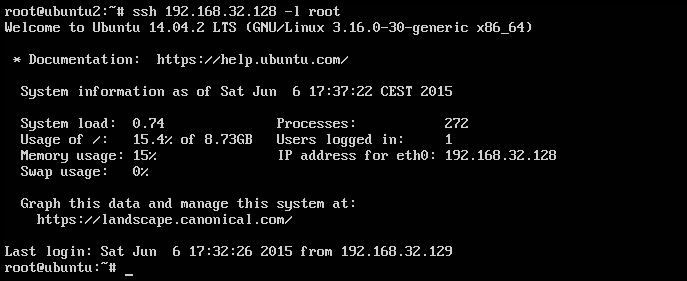 root@ubuntu2:~# ssh 192.168.32.128 -l root
Welcome to Ubuntu 14.04.2 LTS (GNU/Linux 3.16.0-30-generic x86_64)
* Documentation:  https://help.ubuntu.com/
System information as of Sat Jun  6 17:37:22 CEST 2015
System load:  0.74              Processes:           272
Usage of /:   15.4% of 8.73GB   Users logged in:     1
Memory usage: 15%               IP address for eth0: 192.168.32.128
Swap usage:   0%
Graph this data and manage this system at:
https://landscape.canonical.com/
Last login: Sat Jun  6 17:32:26 2015 from 192.168.32.129
root@ubuntu:~# _